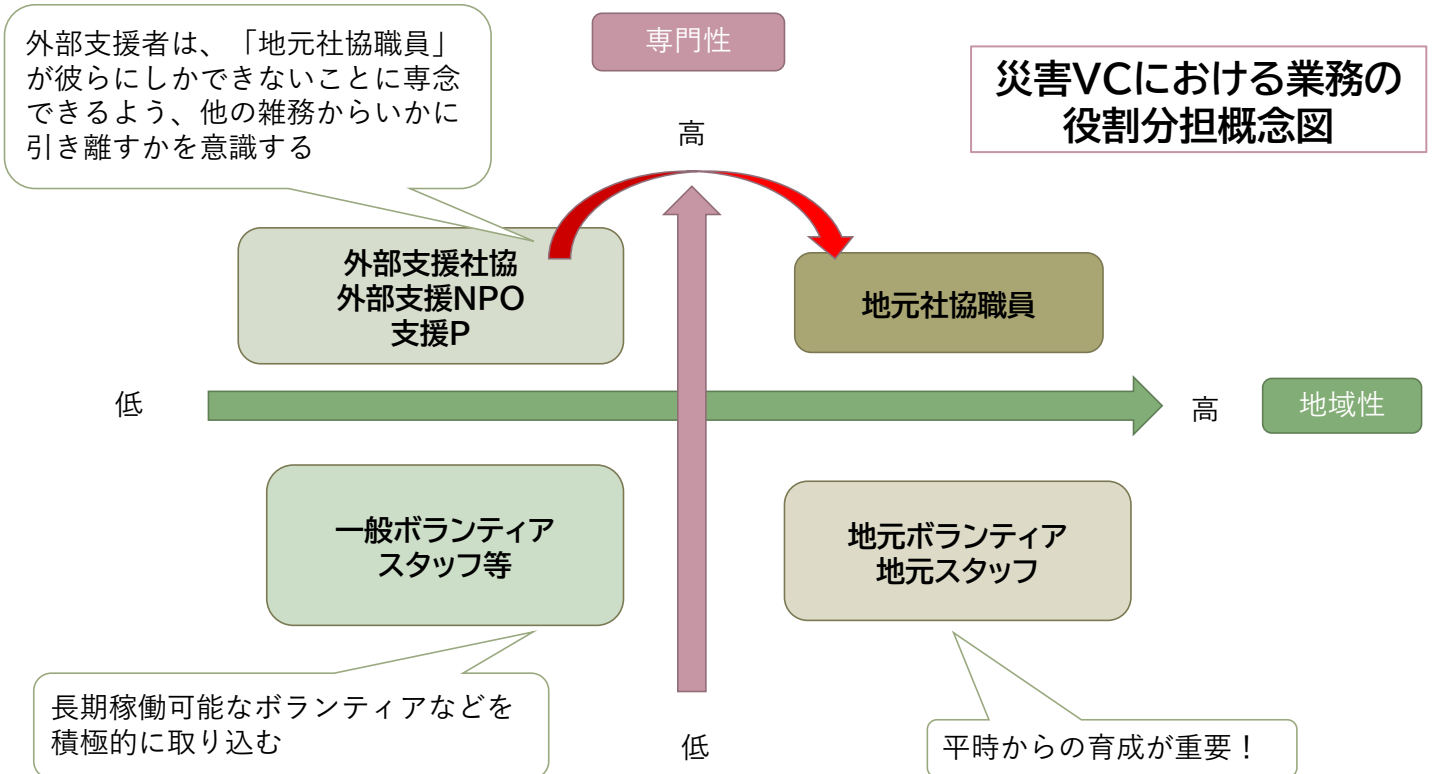 外部支援者は、「地元社協職員」
が彼らにしかできないことに専念
できるよう、他の雑務からいかに
引き離すかを意識する
専門性
災害VCにおける業務の
役割分担概念図
高
外部支援社協
外部支援NPO
支援P
地元社協職員
低
高
地域性
一般ボランティア
スタッフ等
地元ボランティア
地元スタッフ
長期稼働可能なボランティアなどを
積極的に取り込む
低
平時からの育成が重要！